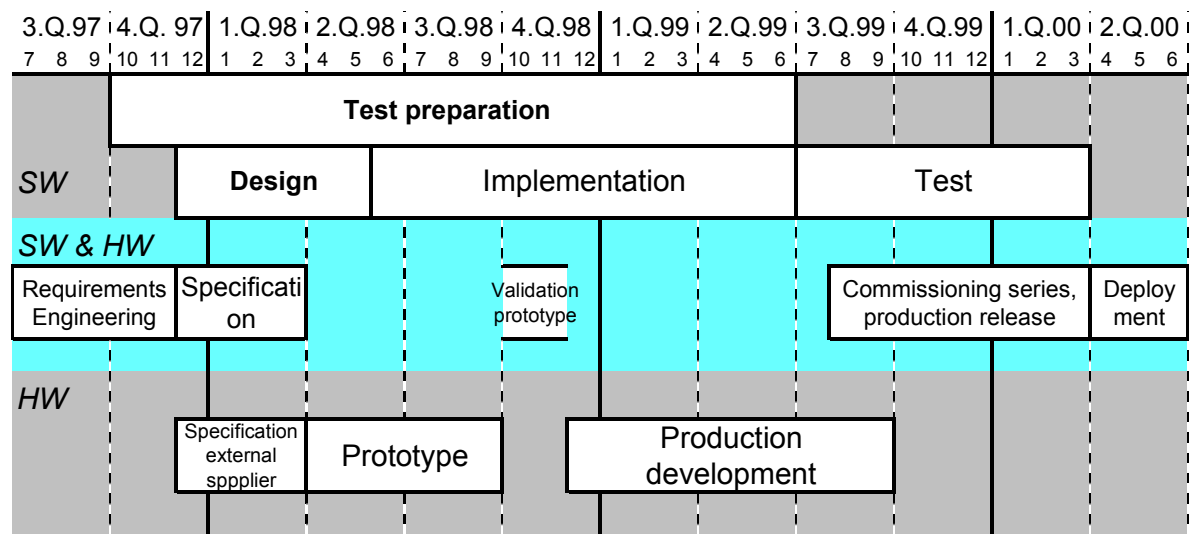 3.Q.97 4.Q. 97 1.Q.98 2.Q.98 3.Q.98 4.Q.98 1.Q.99 2.Q.99 3.Q.99 4.Q.99 1.Q.00 2.Q.00
7 8 9 10 11 12 1 2 3 4 5 6 7 8 9 10 11 12 1 2 3 4 5 6 7 8 9 10 11 12 1 2 3 4 5 6
Test preparation
SW
Design
Implementation
Test
SW & HW
Requirements
Engineering
Specificati
on
Validation
prototype
Commissioning series,
production release
Deploy
ment
HW
Specification
external
spppplier
Prototype
Production
development